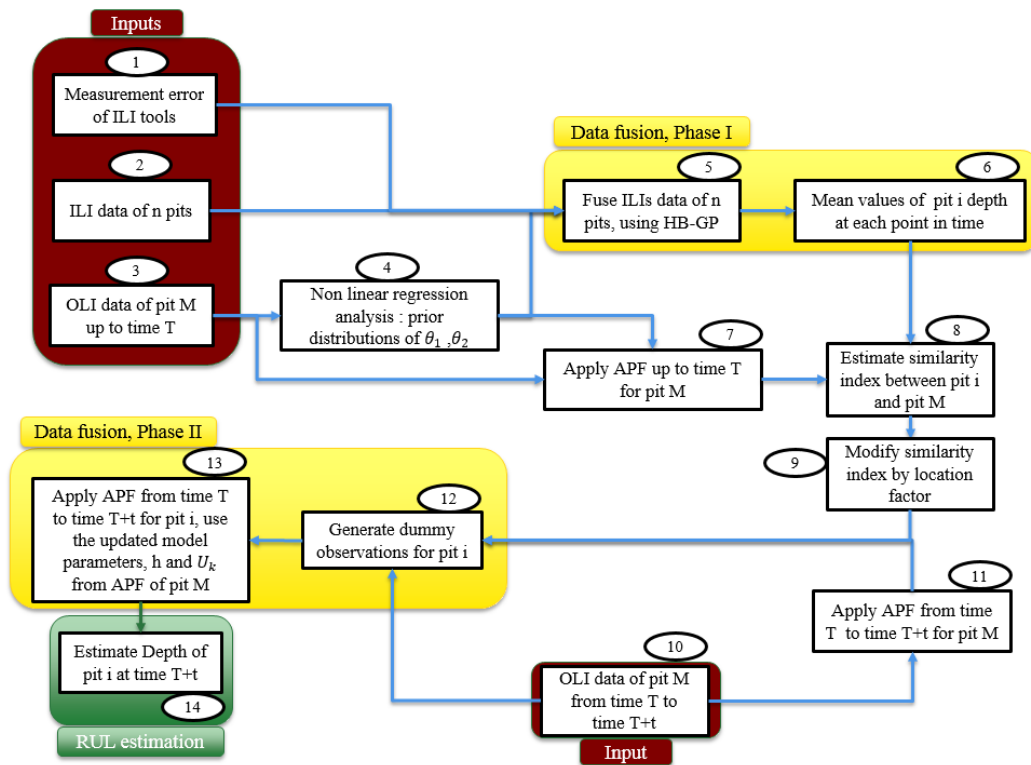 Inputs
1
Measurement error
of ILI tools
2
ILI data of n pits
3
OLI data of pit M
up to time T
4
Non linear regression
analysis : prior
distributions of θ₁ ,θ₂
Data fusion, Phase I
5
Fuse ILIs data of n
pits, using HB-GP
6
Mean values of pit i depth
at each point in time
7
Apply APF up to time T
for pit M
8
Estimate similarity
index between pit i
and pit M
9
Modify similarity
index by location
factor
Data fusion, Phase II
13
Apply APF from time T
to time T+t for pit i, use
the updated model
parameters, h and Uₖ
from APF of pit M
12
Generate dummy
observations for pit i
11
Apply APF from time
T to time T+t for pit M
10
OLI data of pit M
from time T to
time T+t
Input
Estimate Depth of
pit i at time T+t
14
RUL estimation